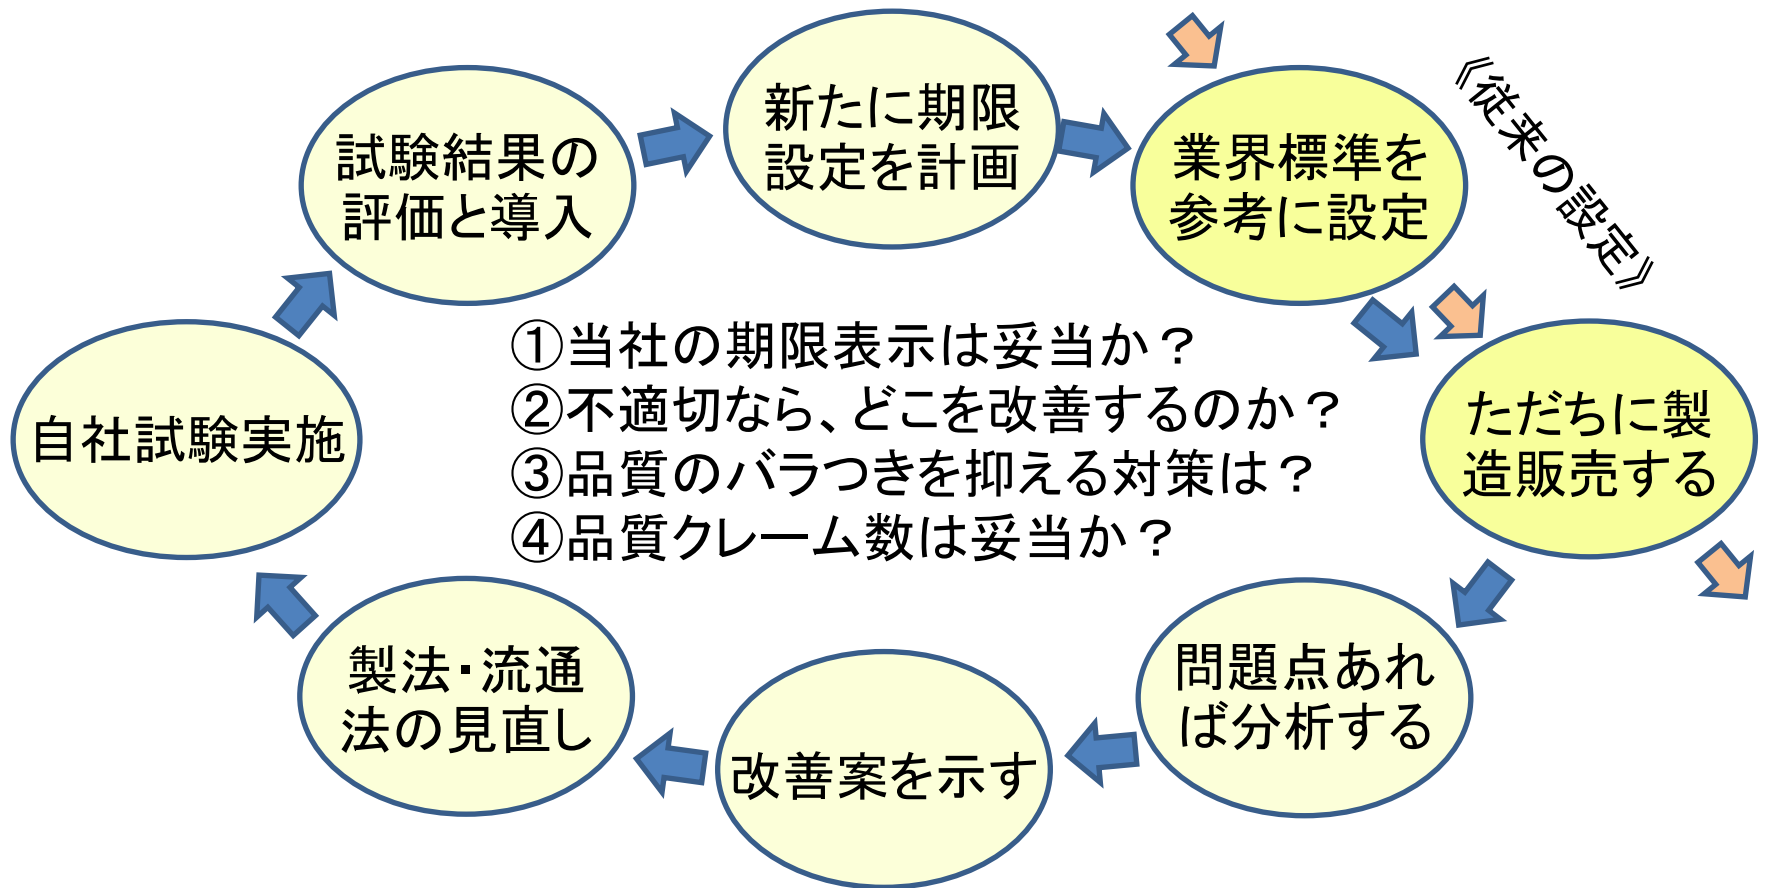 新たに期限
設定を計画
業界標準を
参考に設定
《従来の設定》
ただちに製
造販売する
問題点あれ
ば分析する
改善案を示す
製法・流通
法の見直し
自社試験実施
試験結果の
評価と導入
①当社の期限表示は妥当か？
②不適切なら、どこを改善するのか？
③品質のバラつきを抑える対策は？
④品質クレーム数は妥当か？